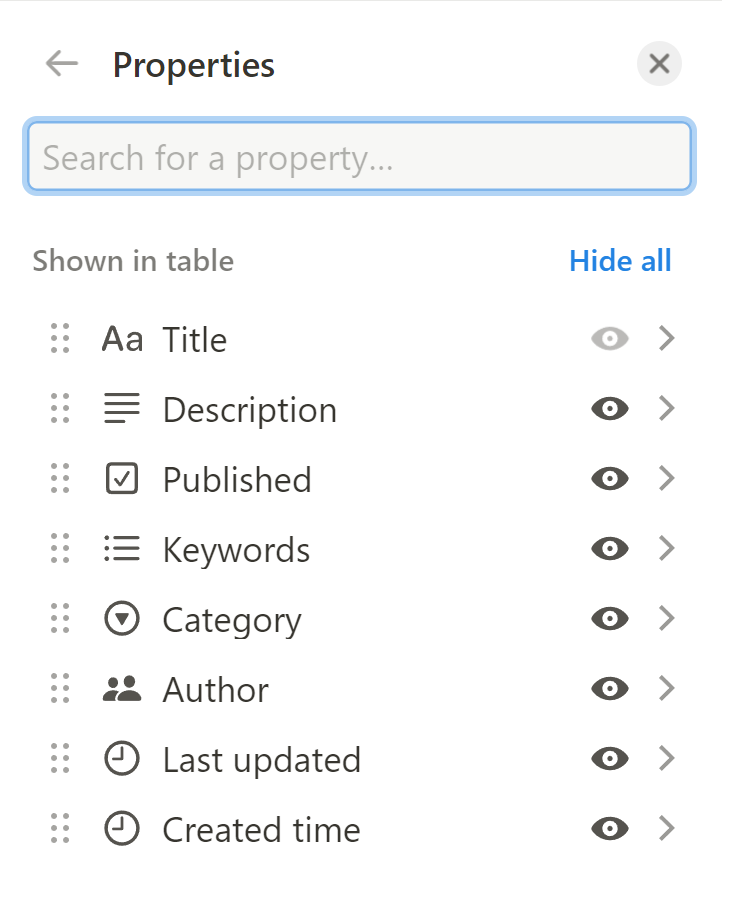 Properties
Search for a property...
Shown in table Hide all
Aa Title
Description
Published
Keywords
Category
Author
Last updated
Created time